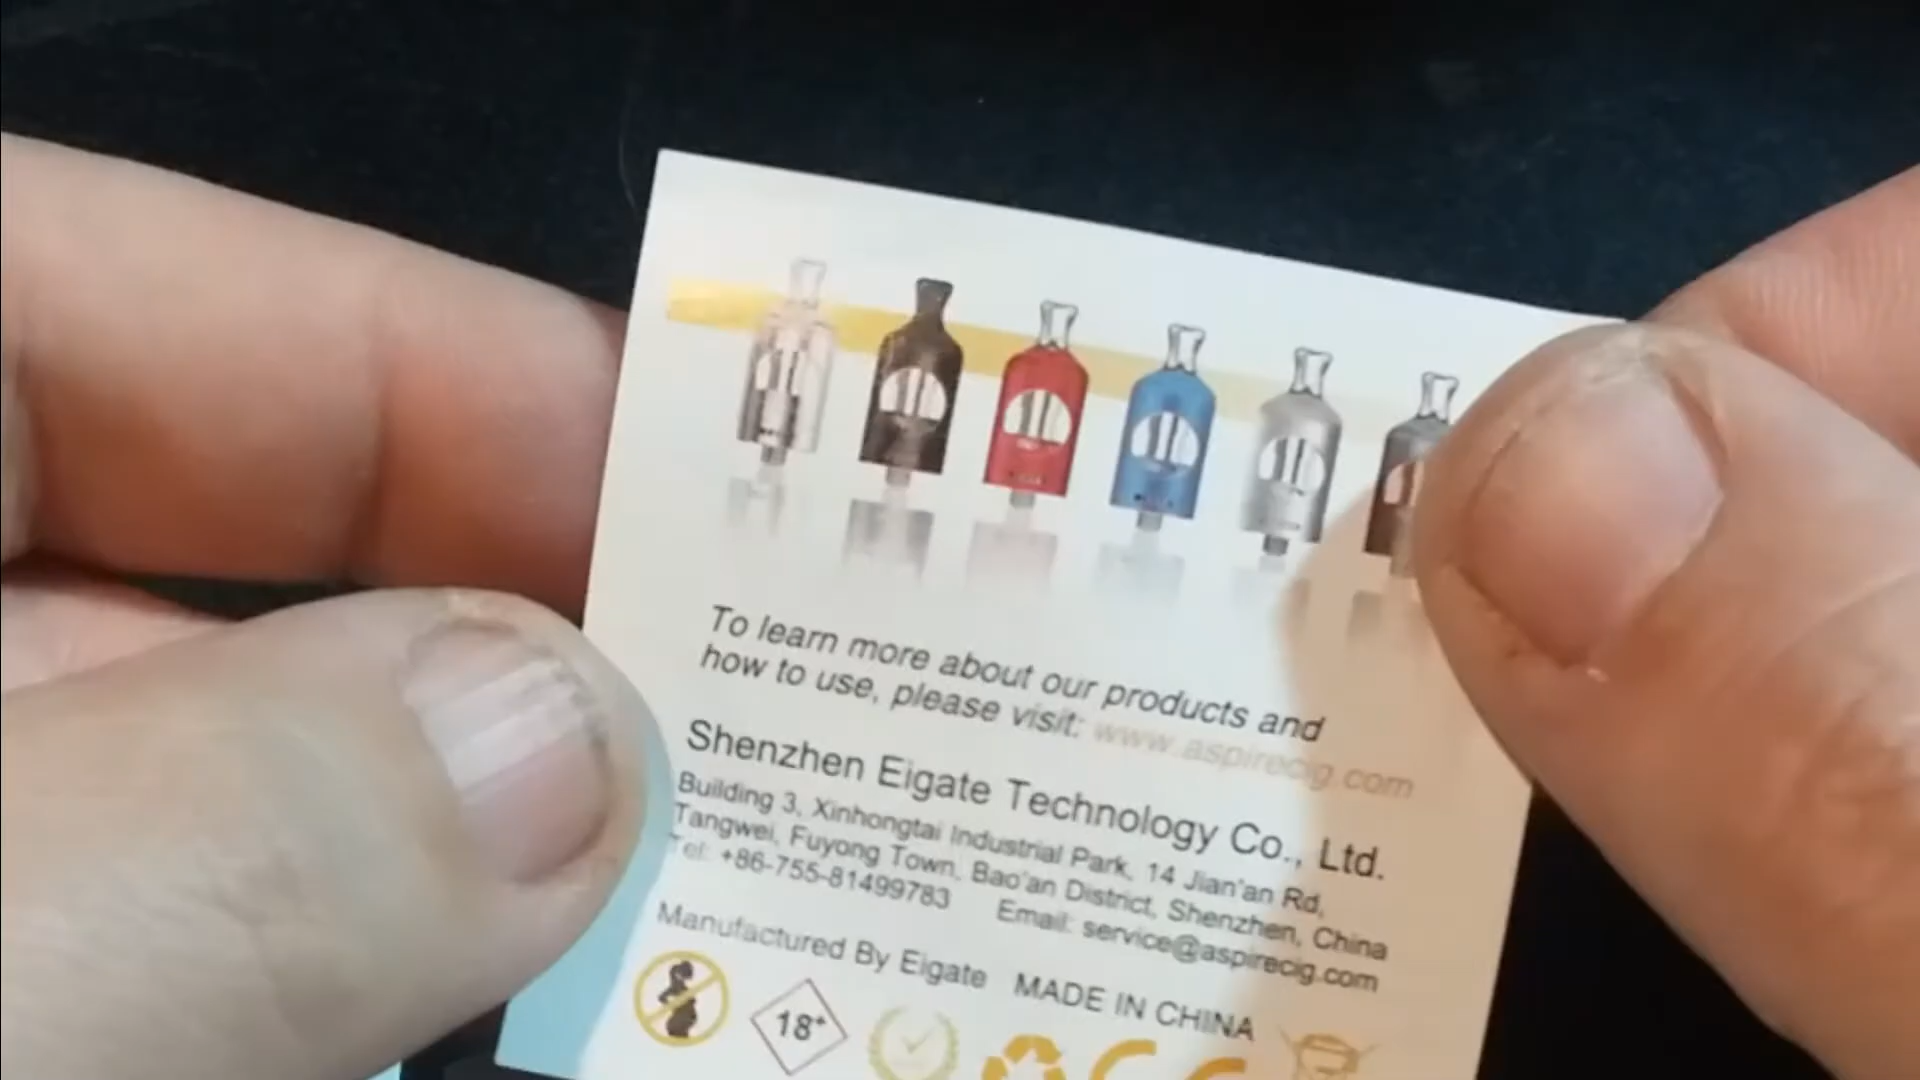 To learn more about our products and
how to use, please visit: www.aspirecig.com
Shenzhen Eigate Technology Co., Ltd.
Building 3, Xinhongtai Industrial Park, 14 Jian'an Rd,
Tangwei, Fuyong Town, Bao'an District, Shenzhen, China
Tel: +86-755-81499783 Email: service@aspirecig.com
Manufactured By Eigate MADE IN CHINA
18+